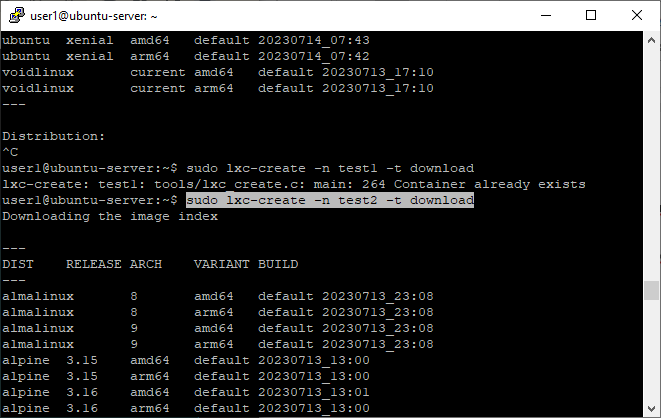 user1@ubuntu-server: ~
ubuntu  xenial  amd64   default 20230714_07:43
ubuntu  xenial  arm64   default 20230714_07:42
voidlinux       current amd64   default 20230713_17:10
voidlinux       current arm64   default 20230713_17:10
---
Distribution:
^C
user1@ubuntu-server:~$ sudo lxc-create -n test1 -t download
lxc-create: test1: tools/lxc_create.c: main: 264 Container already exists
user1@ubuntu-server:~$ sudo lxc-create -n test2 -t download
Downloading the image index
---
DIST    RELEASE ARCH    VARIANT BUILD
---
almalinux       8       amd64   default 20230713_23:08
almalinux       8       arm64   default 20230713_23:08
almalinux       9       amd64   default 20230713_23:08
almalinux       9       arm64   default 20230713_23:08
alpine  3.15    amd64   default 20230713_13:00
alpine  3.15    arm64   default 20230713_13:00
alpine  3.16    amd64   default 20230713_13:01
alpine  3.16    arm64   default 20230713_13:00